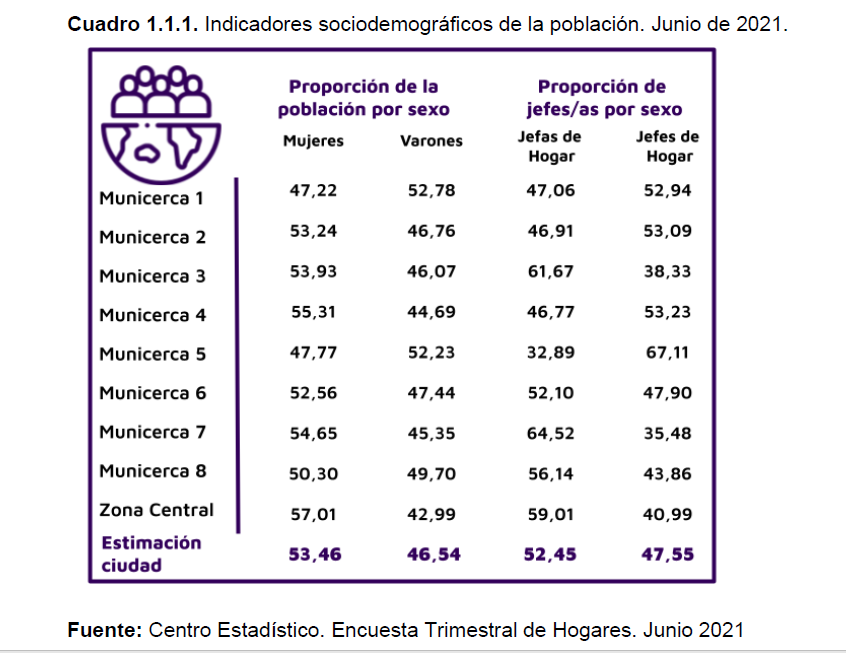 Cuadro 1.1.1. Indicadores sociodemográficos de la población. Junio de 2021.
Proporción de la población por sexo Proporción de jefes/as por sexo
Mujeres Varones Jefas de Hogar Jefes de Hogar
Municerca 1 47,22 52,78 47,06 52,94
Municerca 2 53,24 46,76 46,91 53,09
Municerca 3 53,93 46,07 61,67 38,33
Municerca 4 55,31 44,69 46,77 53,23
Municerca 5 47,77 52,23 32,89 67,11
Municerca 6 52,56 47,44 52,10 47,90
Municerca 7 54,65 45,35 64,52 35,48
Municerca 8 50,30 49,70 56,14 43,86
Zona Central 57,01 42,99 59,01 40,99
Estimación ciudad 53,46 46,54 52,45 47,55
Fuente: Centro Estadístico. Encuesta Trimestral de Hogares. Junio 2021